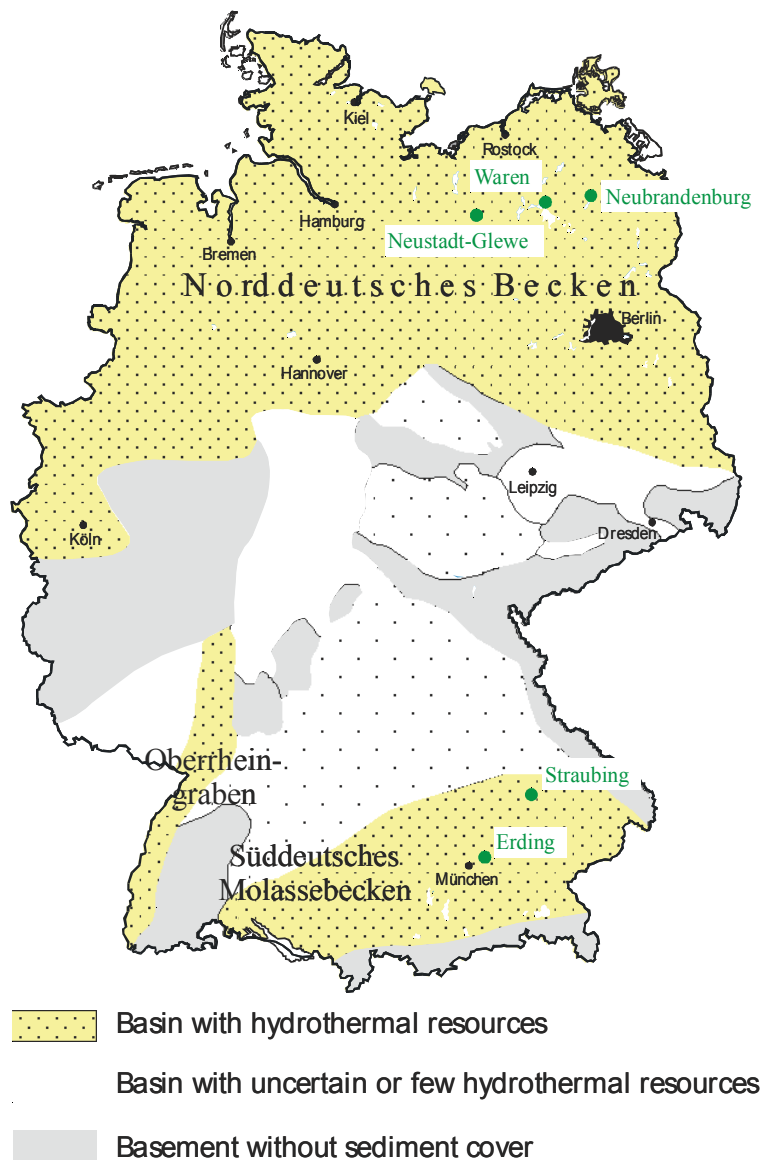 Kiel
Rostock
Waren
Neubrandenburg
Hamburg
Neustadt-Glewe
Bremen
Norddeutsches Becken
Berlin
Hannover
Leipzig
Köln
Dresden
Oberrhein-
graben
Straubing
Erding
Süddeutsches
Molassebecken
München
Basin with hydrothermal resources
Basin with uncertain or few hydrothermal resources
Basement without sediment cover